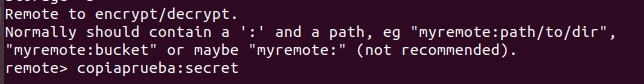 Remote to encrypt/decrypt.
Normally should contain a ':' and a path, eg "myremote:path/to/dir",
"myremote:bucket" or maybe "myremote:" (not recommended).
remote> copiaprueba:secret